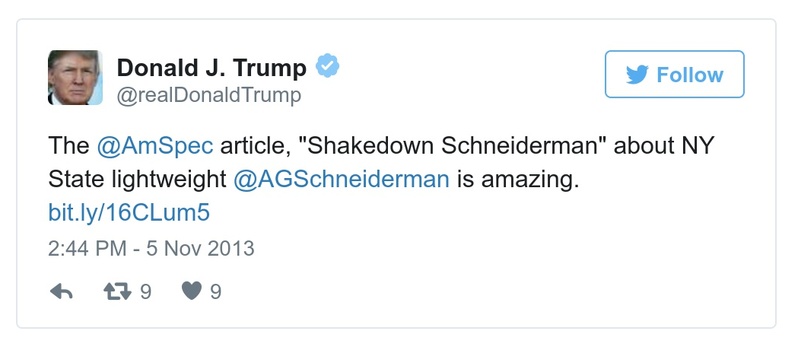 Donald J. Trump
@realDonaldTrump
Follow
The @AmSpec article, "Shakedown Schneiderman" about NY
State lightweight @AGSchneiderman is amazing.
bit.ly/16CLum5
2:44 PM - 5 Nov 2013
9 9